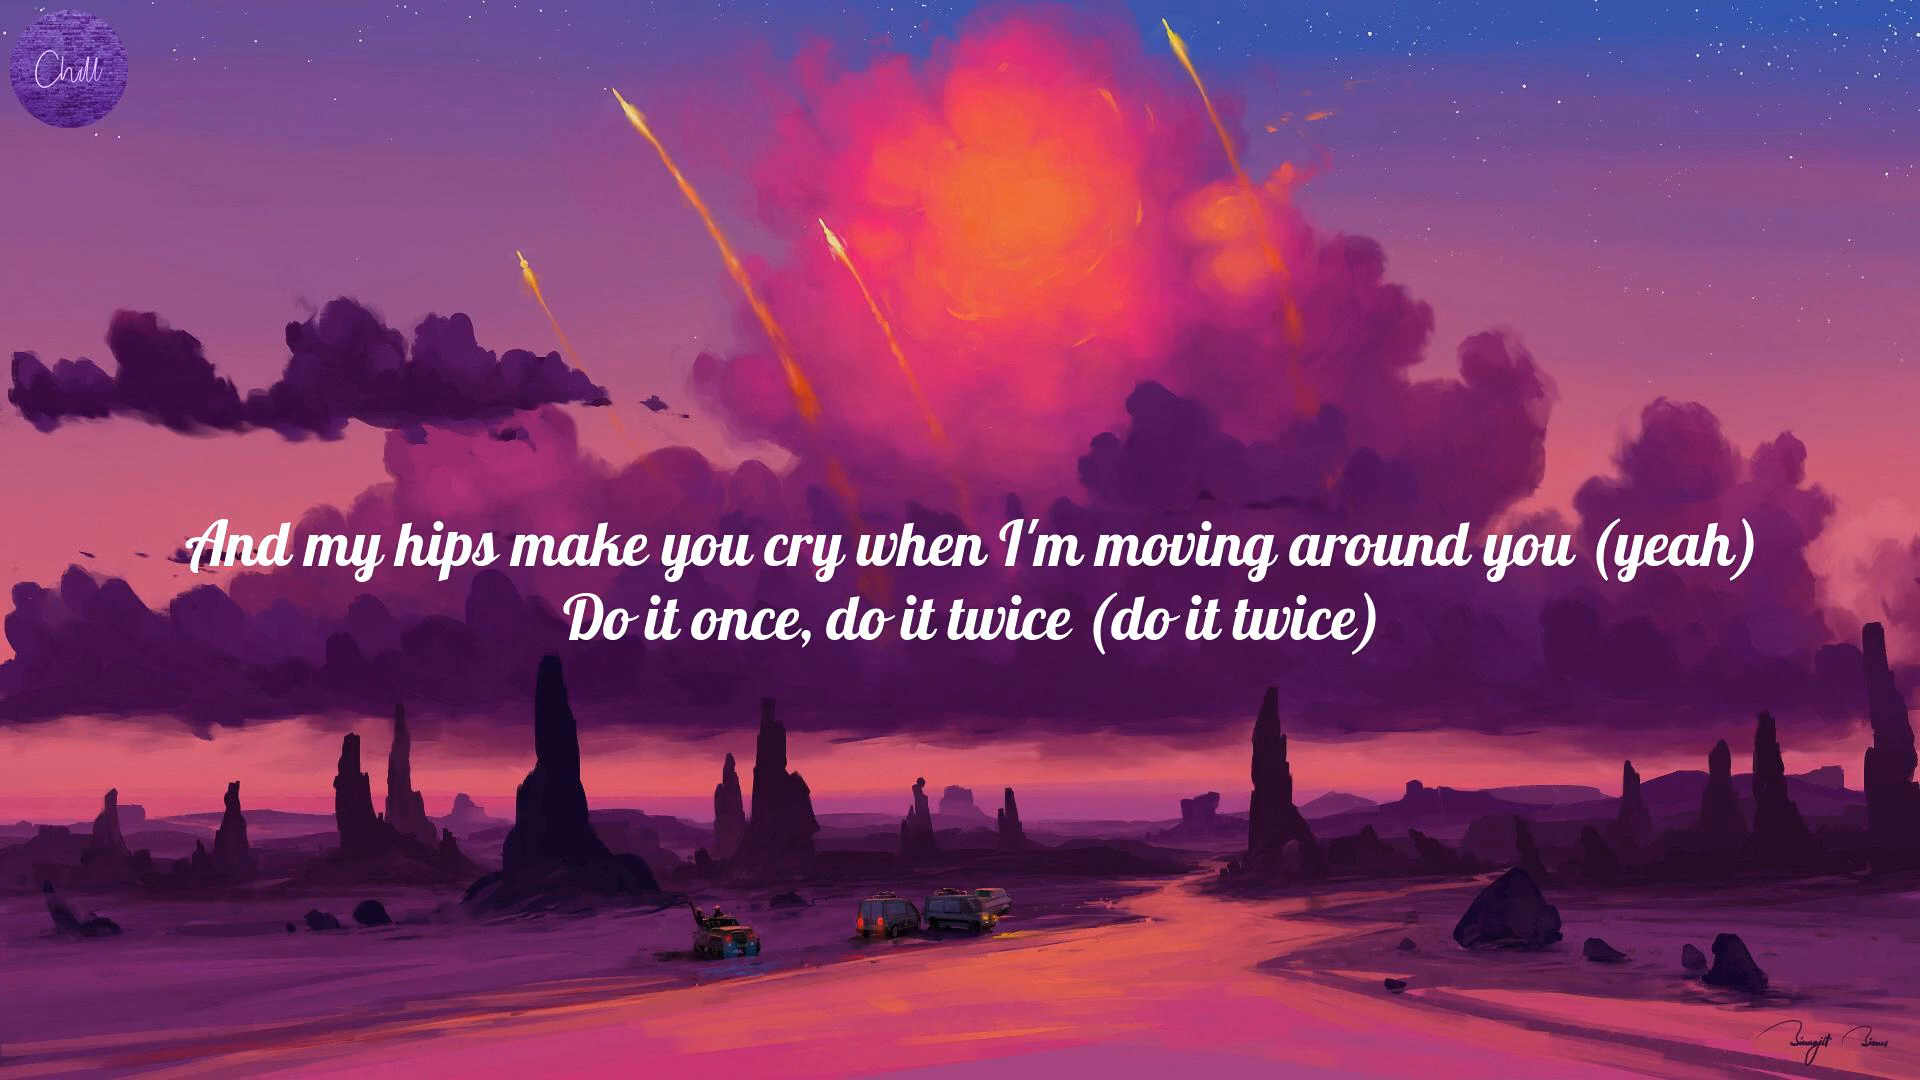 Chill
And my hips make you cry when I'm moving around you (yeah)
Do it once, do it twice (do it twice)